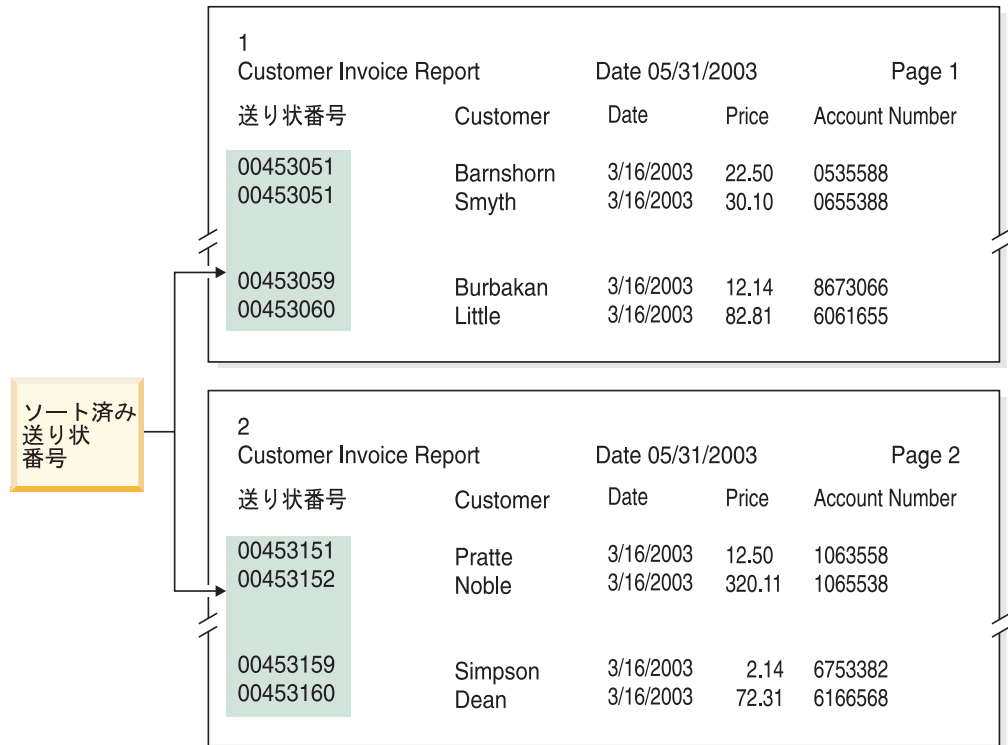 1
Customer Invoice Report Date 05/31/2003 Page 1
送り状番号 Customer Date Price Account Number
00453051 Barnshorn 3/16/2003 22.50 0535588
00453051 Smyth 3/16/2003 30.10 0655388
00453059 Burbakan 3/16/2003 12.14 8673066
00453060 Little 3/16/2003 82.81 6061655
ソート済み
送り状
番号
2
Customer Invoice Report Date 05/31/2003 Page 2
送り状番号 Customer Date Price Account Number
00453151 Pratte 3/16/2003 12.50 1063558
00453152 Noble 3/16/2003 320.11 1065538
00453159 Simpson 3/16/2003 2.14 6753382
00453160 Dean 3/16/2003 72.31 6166568